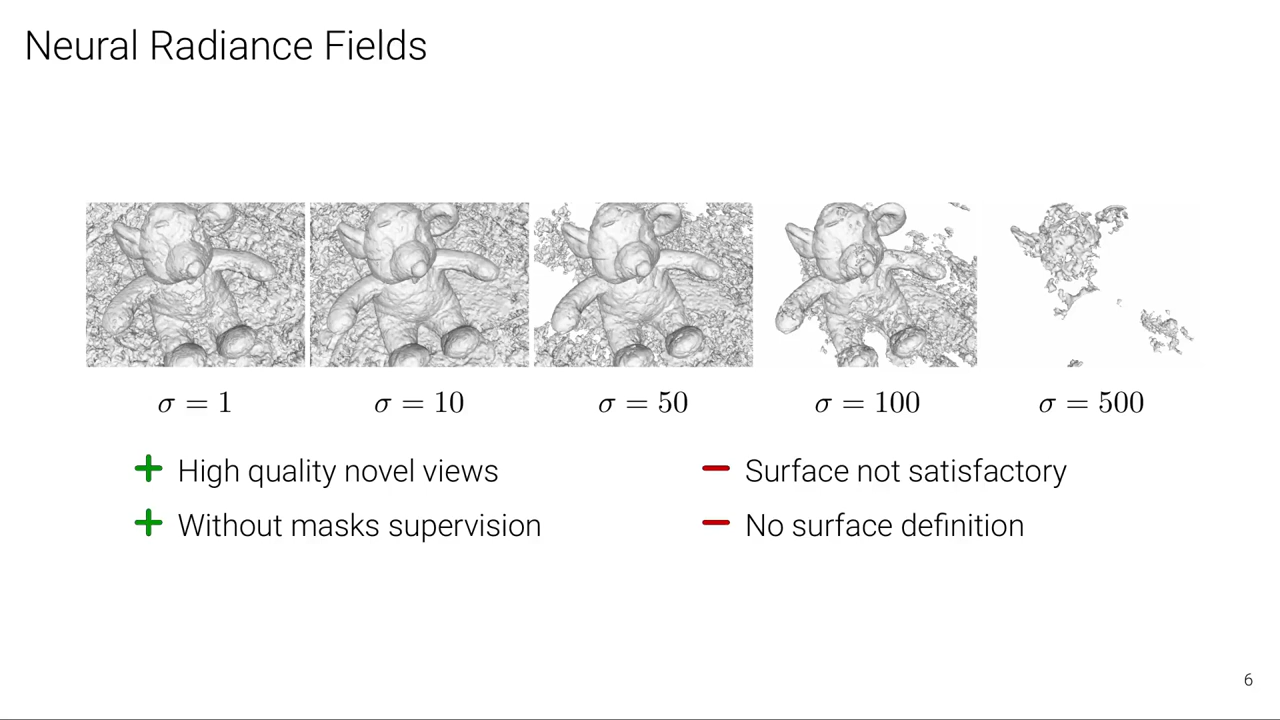 Neural Radiance Fields
σ = 1
σ = 10
σ = 50
σ = 100
σ = 500
+ High quality novel views
− Surface not satisfactory
+ Without masks supervision
− No surface definition
6